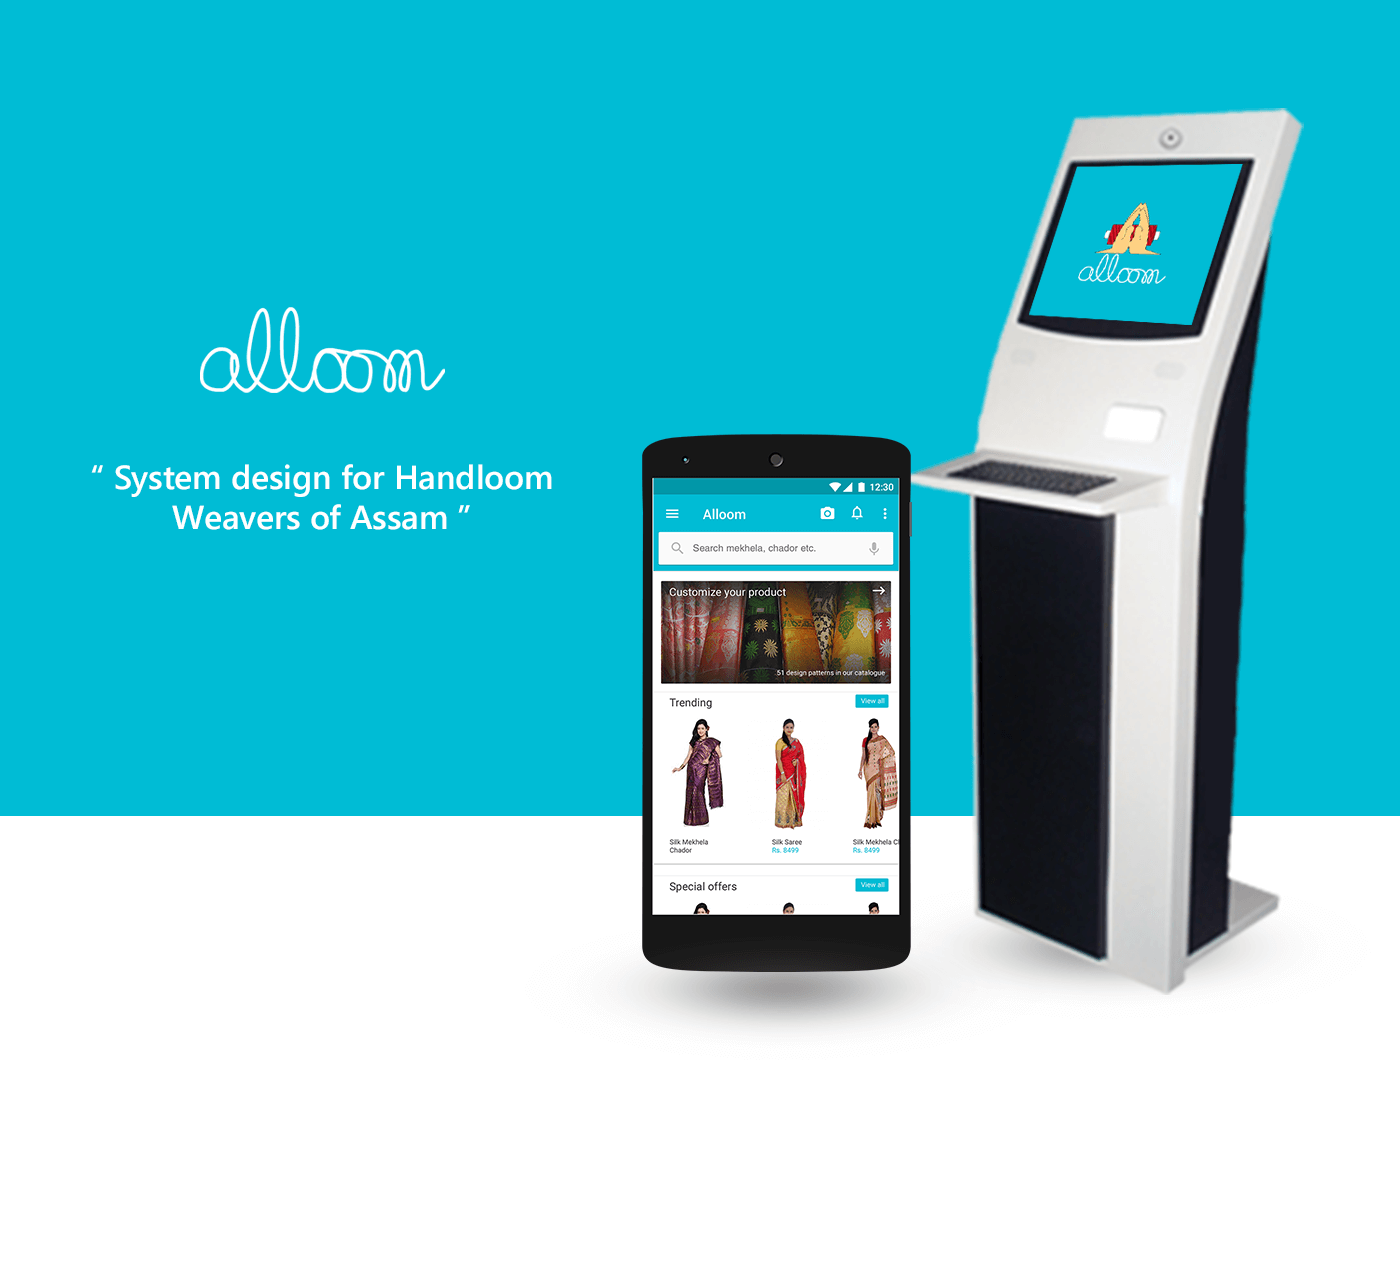 alloom
“ System design for Handloom
Weavers of Assam ”
alloom
12:30
Alloom
Search mekhela, chador etc.
Customize your product
51 design patterns in our catalogue
Trending
View all
Silk Mekhela
Chador
Silk Saree
Rs. 8499
Silk Mekhela C
Rs. 8499
Special offers
View all